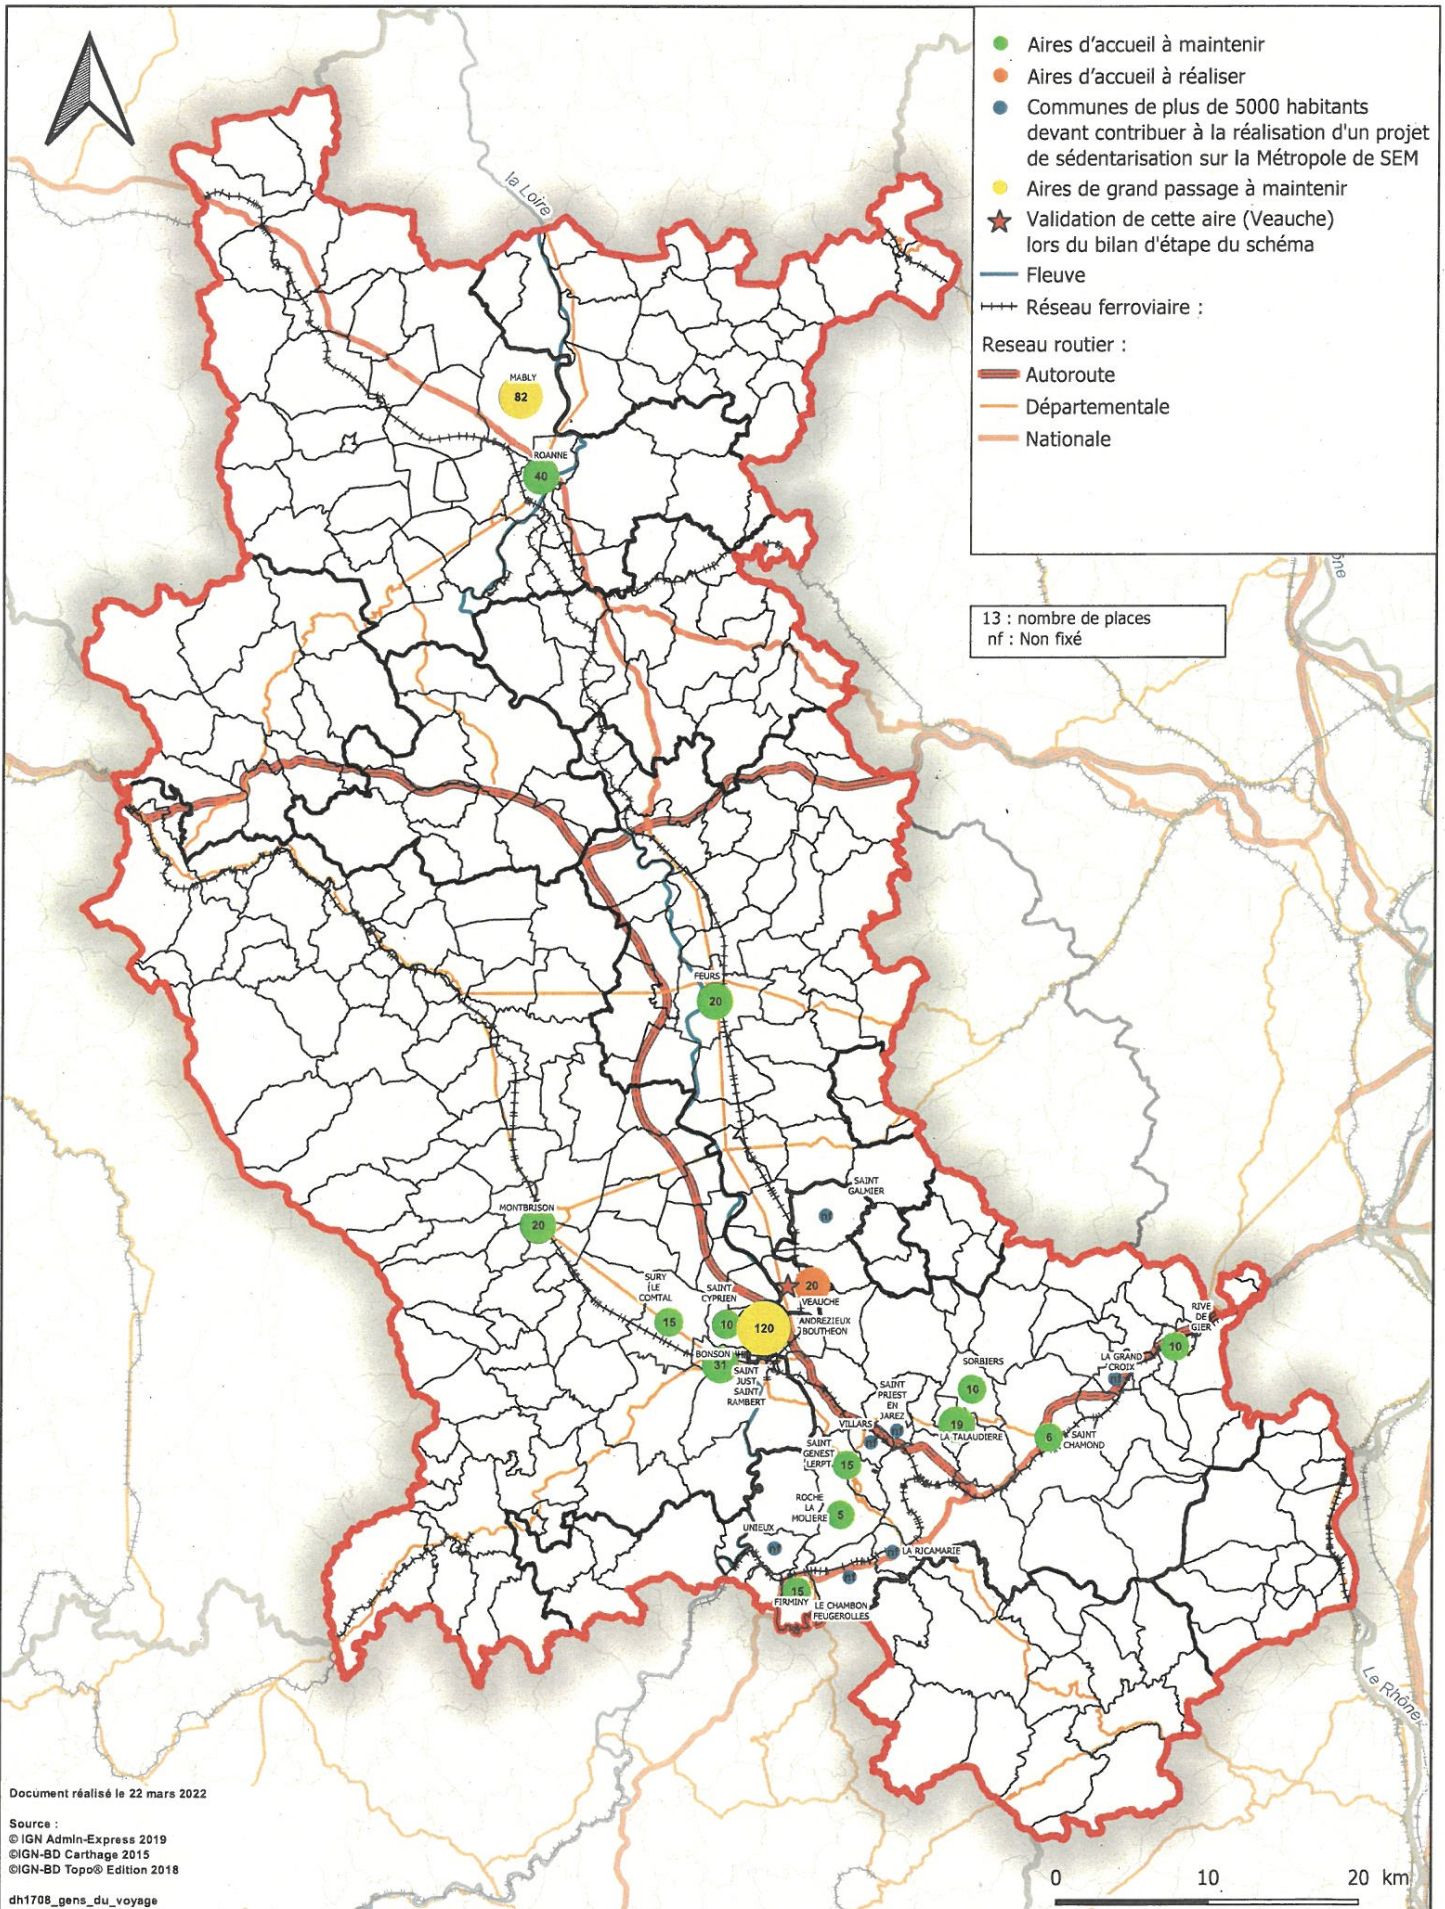 Aires d'accueil à maintenir
Aires d'accueil à réaliser
Communes de plus de 5000 habitants
devant contribuer à la réalisation d'un projet
de sédentarisation sur la Métropole de SEM
Aires de grand passage à maintenir
Validation de cette aire (Veauche)
lors du bilan d'étape du schéma
Fleuve
Réseau ferroviaire :
Reseau routier :
Autoroute
Départementale
Nationale
13 : nombre de places
nf : Non fixé
la Loire
MABLY
82
ROANNE
40
FEURS
20
SAINT
GALMIER
nf
MONTBRISON
20
SURY
LE
COMTAL
15
SAINT
CYPRIEN
10
120
20
VEAUCHE
ANDREZIEUX
BOUTHEON
BONSON
31
SAINT
JUST
SAINT
RAMBERT
RIVE
DE
GIER
10
LA GRAND
CROIX
nf
SORBIERS
10
19
LA TALAUDIERE
6
SAINT
CHAMOND
SAINT
PRIEST
EN
JAREZ
nf
VILLARS
nf
SAINT
GENEST
LERPT
15
ROCHE
LA
MOLIERE
5
UNIEUX
nf
LA RICAMARIE
nf
nf
15
FIRMINY
LE CHAMBON
FEUGEROLLES
Le Rhône
Document réalisé le 22 mars 2022
Source :
© IGN Admin-Express 2019
©IGN-BD Carthage 2015
©IGN-BD Topo® Edition 2018
dh1708_gens_du_voyage
0 10 20 km